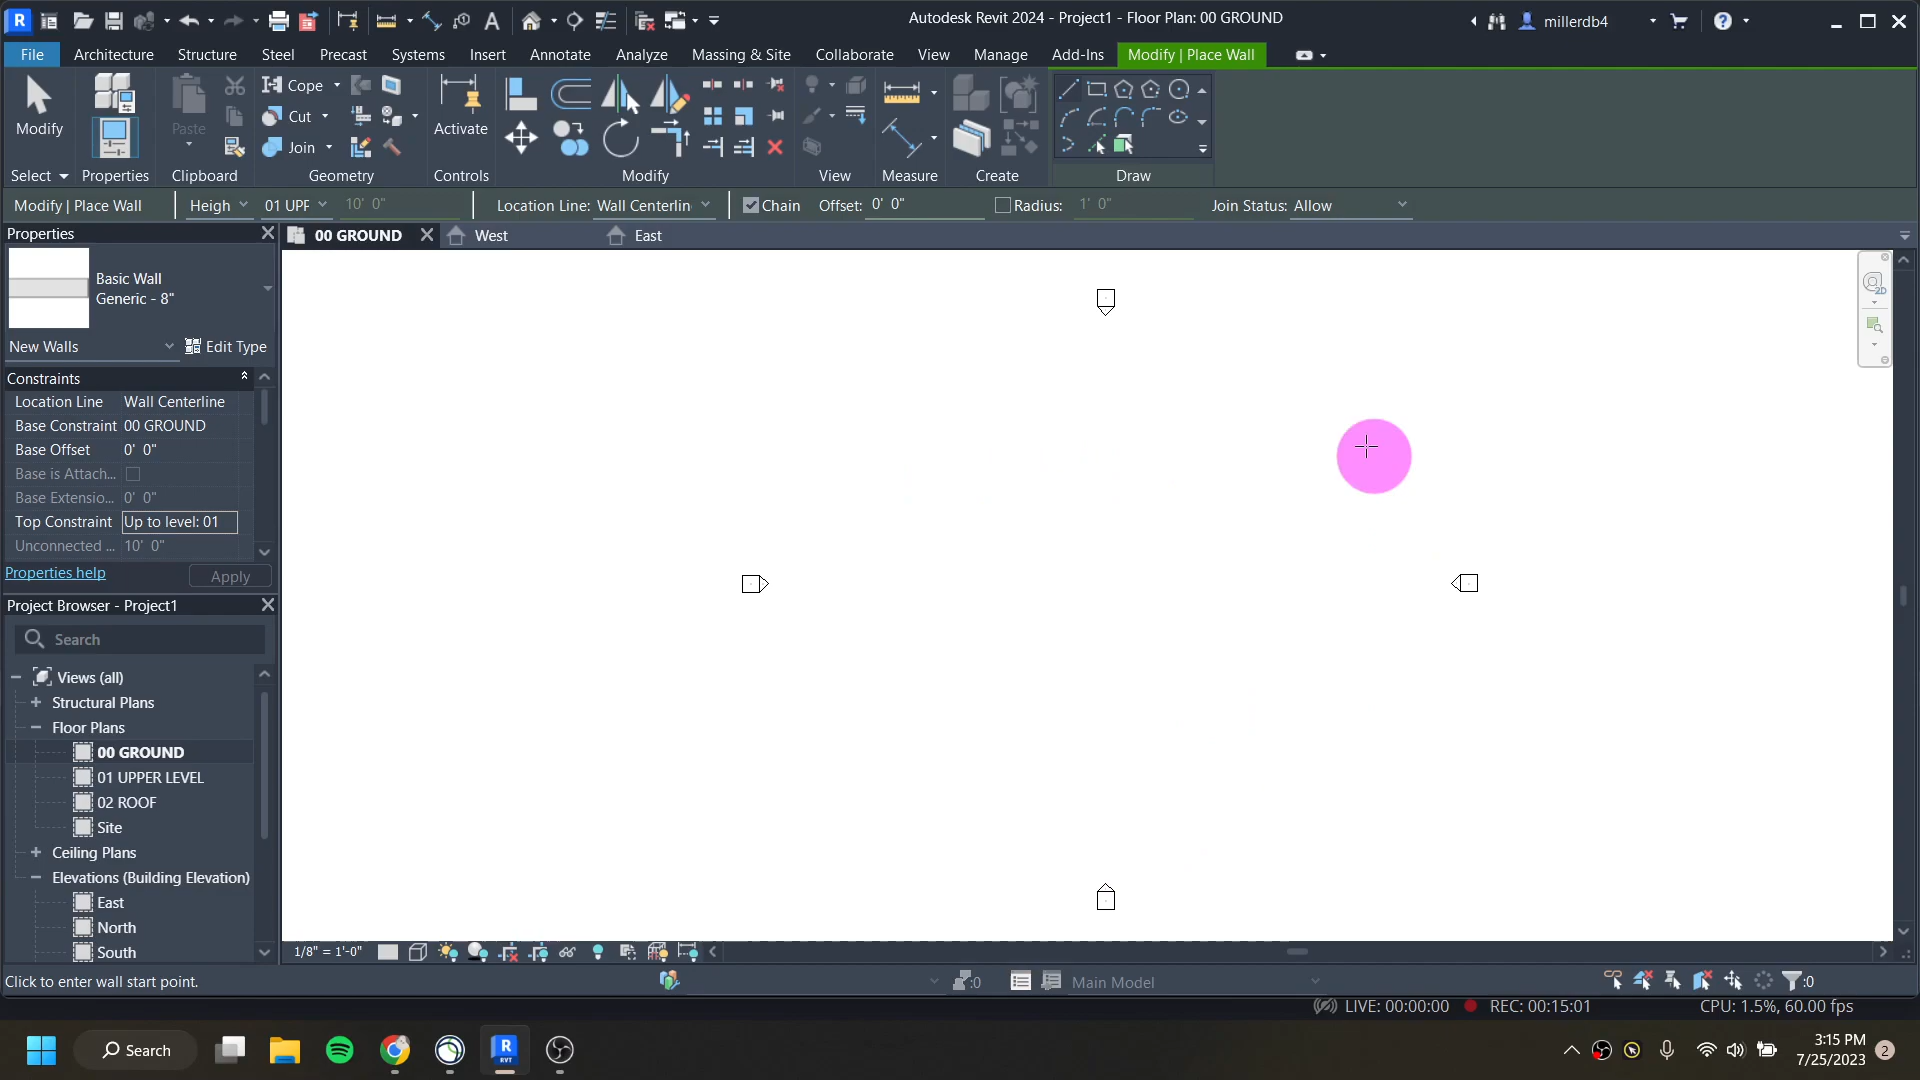 Autodesk Revit 2024 - Project1 - Floor Plan: 00 GROUND
millerdb4
File
Architecture
Structure
Steel
Precast
Systems
Insert
Annotate
Analyze
Massing & Site
Collaborate
View
Manage
Add-Ins
Modify | Place Wall
Modify
Paste
Cope
Cut
Join
Activate
Select
Properties
Clipboard
Geometry
Controls
Modify
View
Measure
Create
Draw
Modify | Place Wall
Heigh
01 UPF
10' 0"
Location Line:
Wall Centerlin
Chain
Offset:
0' 0"
Radius:
1' 0"
Join Status:
Allow
Properties
Basic Wall
Generic - 8"
New Walls
Edit Type
Constraints
Location Line
Wall Centerline
Base Constraint
00 GROUND
Base Offset
0' 0"
Base is Attach...
Base Extensio...
0' 0"
Top Constraint
Up to level: 01
Unconnected ...
10' 0"
Properties help
Apply
00 GROUND
West
East
2D
Project Browser - Project1
Search
Views (all)
Structural Plans
Floor Plans
00 GROUND
01 UPPER LEVEL
02 ROOF
Site
Ceiling Plans
Elevations (Building Elevation)
East
North
South
1/8" = 1'-0"
Click to enter wall start point.
:0
Main Model
:0
LIVE: 00:00:00
REC: 00:15:01
CPU: 1.5%, 60.00 fps
Search
R
RVT
3:15 PM
7/25/2023
2